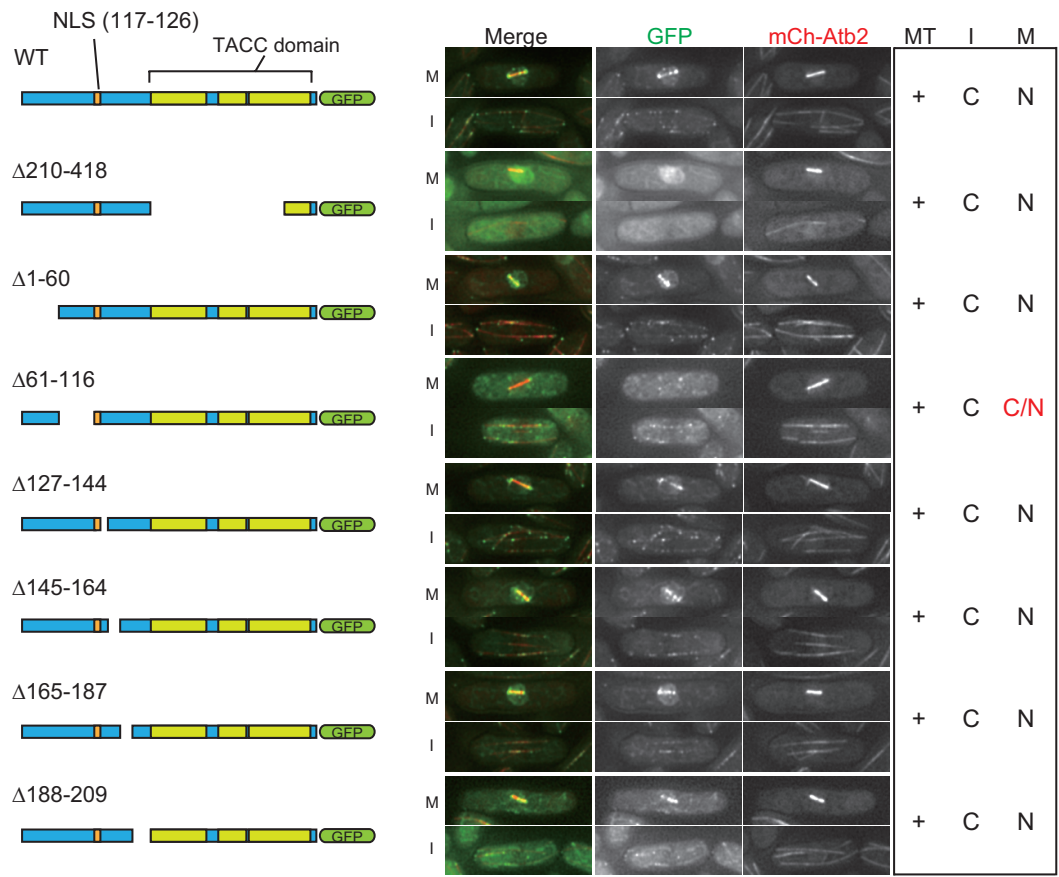 NLS (117-126)
WT
TACC domain
Merge
GFP
mCh-Atb2
MT
I
M
GFP
M
I
+
C
N
Δ210-418
GFP
M
I
+
C
N
Δ1-60
GFP
M
I
+
C
N
Δ61-116
GFP
M
I
+
C
C/N
Δ127-144
GFP
M
I
+
C
N
Δ145-164
GFP
M
I
+
C
N
Δ165-187
GFP
M
I
+
C
N
Δ188-209
GFP
M
I
+
C
N